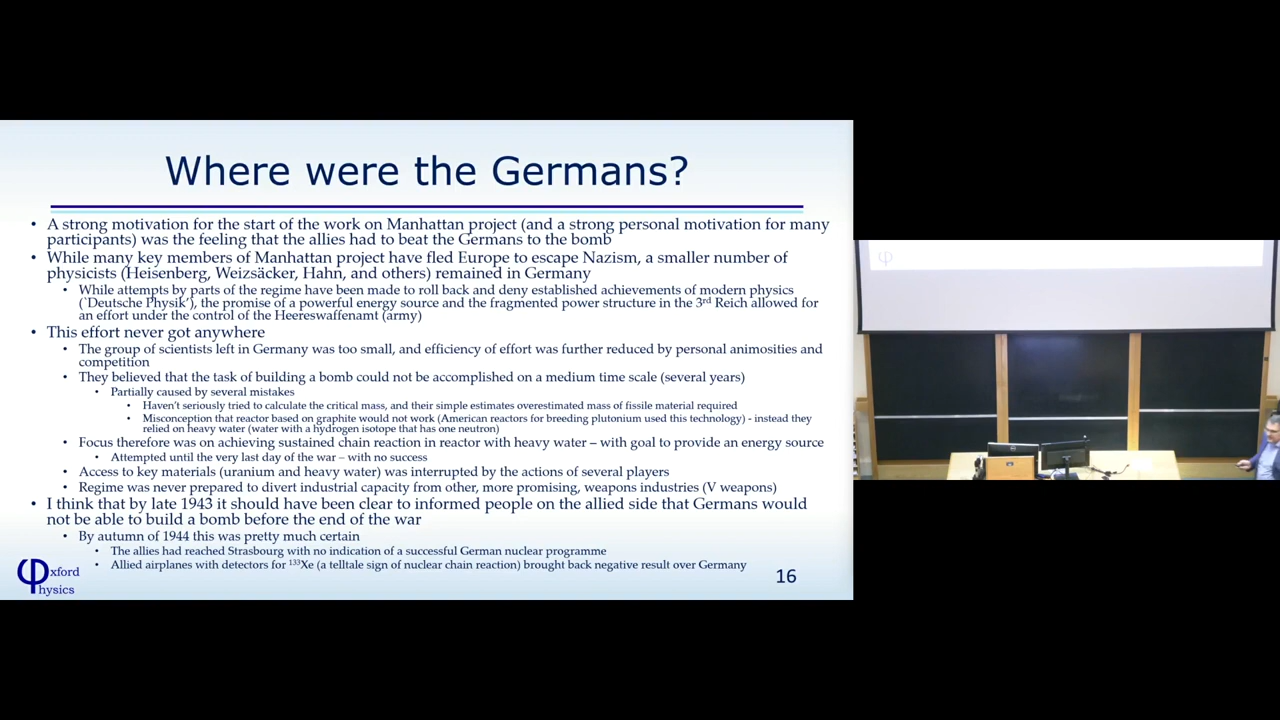 Where were the Germans?
• A strong motivation for the start of the work on Manhattan project (and a strong personal motivation for many
participants) was the feeling that the allies had to beat the Germans to the bomb
• While many key members of Manhattan project have fled Europe to escape Nazism, a smaller number of
physicists (Heisenberg, Weizsäcker, Hahn, and others) remained in Germany
• While attempts by parts of the regime have been made to roll back and deny established achievements of modern physics
(`Deutsche Physik’), the promise of a powerful energy source and the fragmented power structure in the 3rd Reich allowed for
an effort under the control of the Heereswaffenamt (army)
• This effort never got anywhere
• The group of scientists left in Germany was too small, and efficiency of effort was further reduced by personal animosities and
competition
• They believed that the task of building a bomb could not be accomplished on a medium time scale (several years)
• Partially caused by several mistakes
• Haven’t seriously tried to calculate the critical mass, and their simple estimates overestimated mass of fissile material required
• Misconception that reactor based on graphite would not work (American reactors for breeding plutonium used this technology) - instead they
relied on heavy water (water with a hydrogen isotope that has one neutron)
• Focus therefore was on achieving sustained chain reaction in reactor with heavy water – with goal to provide an energy source
• Attempted until the very last day of the war – with no success
• Access to key materials (uranium and heavy water) was interrupted by the actions of several players
• Regime was never prepared to divert industrial capacity from other, more promising, weapons industries (V weapons)
• I think that by late 1943 it should have been clear to informed people on the allied side that Germans would
not be able to build a bomb before the end of the war
• By autumn of 1944 this was pretty much certain
• The allies had reached Strasbourg with no indication of a successful German nuclear programme
• Allied airplanes with detectors for ¹³³Xe (a telltale sign of nuclear chain reaction) brought back negative result over Germany
φxford
hysics
16
φ